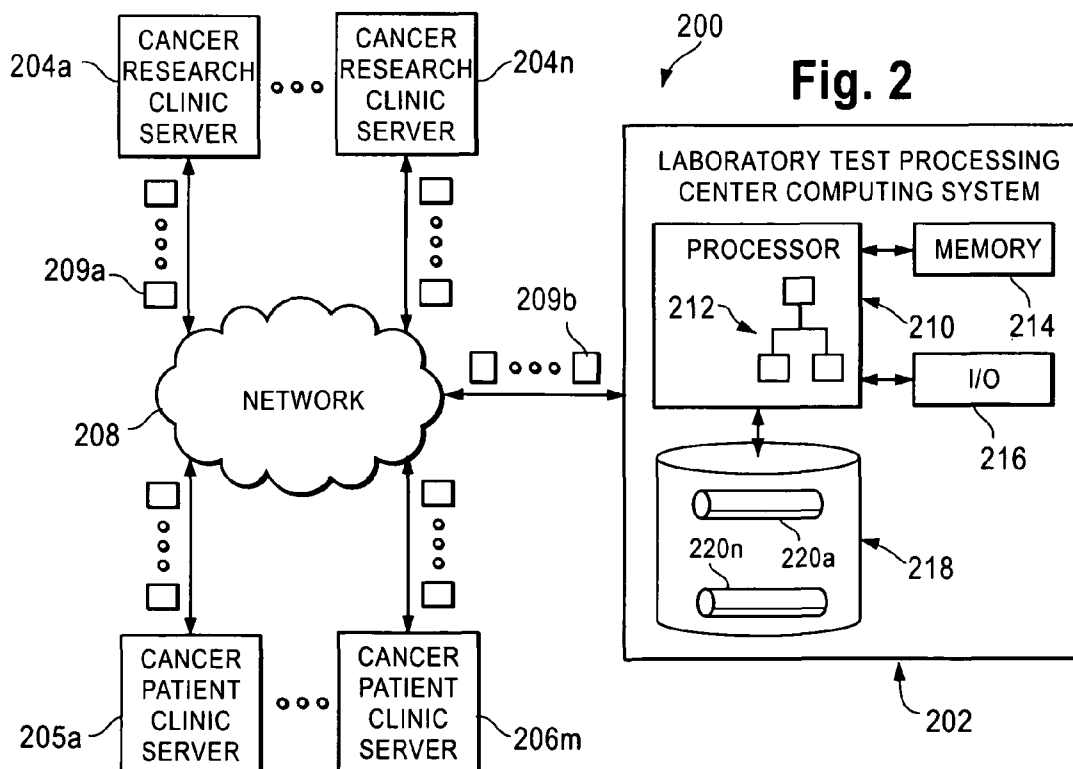 200
Fig. 2
204a
CANCER
RESEARCH
CLINIC
SERVER
CANCER
RESEARCH
CLINIC
SERVER
204n
209a
209b
NETWORK
208
LABORATORY TEST PROCESSING
CENTER COMPUTING SYSTEM
PROCESSOR
212
MEMORY
210
214
I/O
216
220a
220n
218
205a
CANCER
PATIENT
CLINIC
SERVER
CANCER
PATIENT
CLINIC
SERVER
206m
202